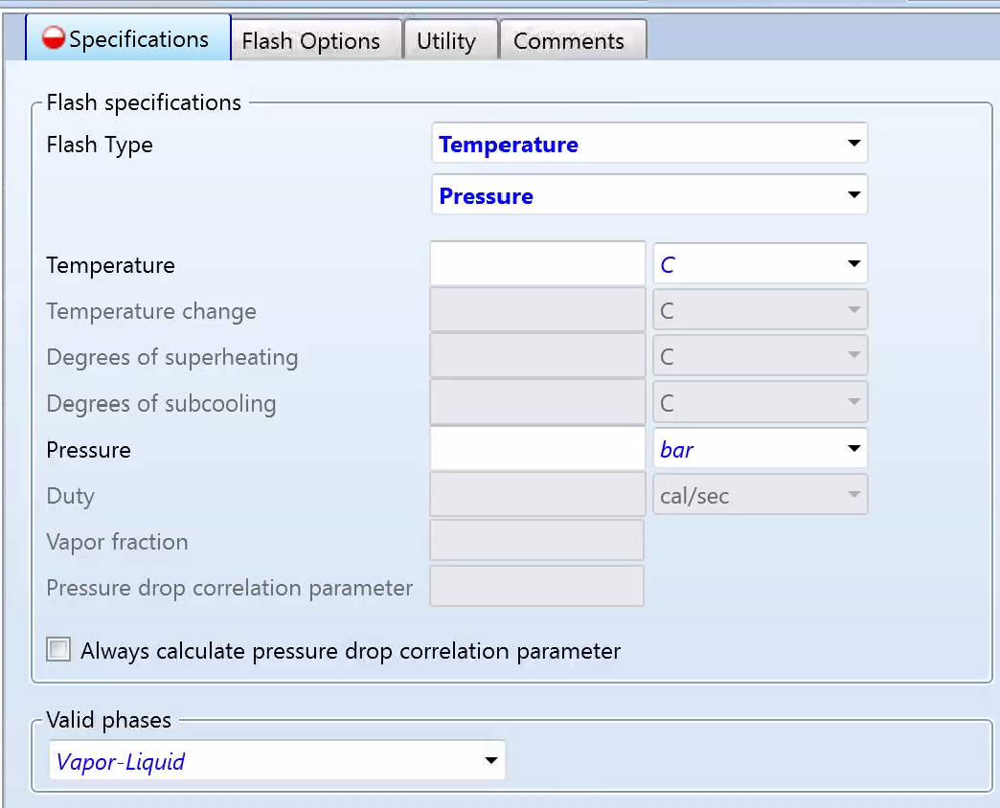 Specifications Flash Options Utility Comments
Flash specifications
Flash Type Temperature
Pressure
Temperature C
Temperature change C
Degrees of superheating C
Degrees of subcooling C
Pressure bar
Duty cal/sec
Vapor fraction
Pressure drop correlation parameter
Always calculate pressure drop correlation parameter
Valid phases
Vapor-Liquid